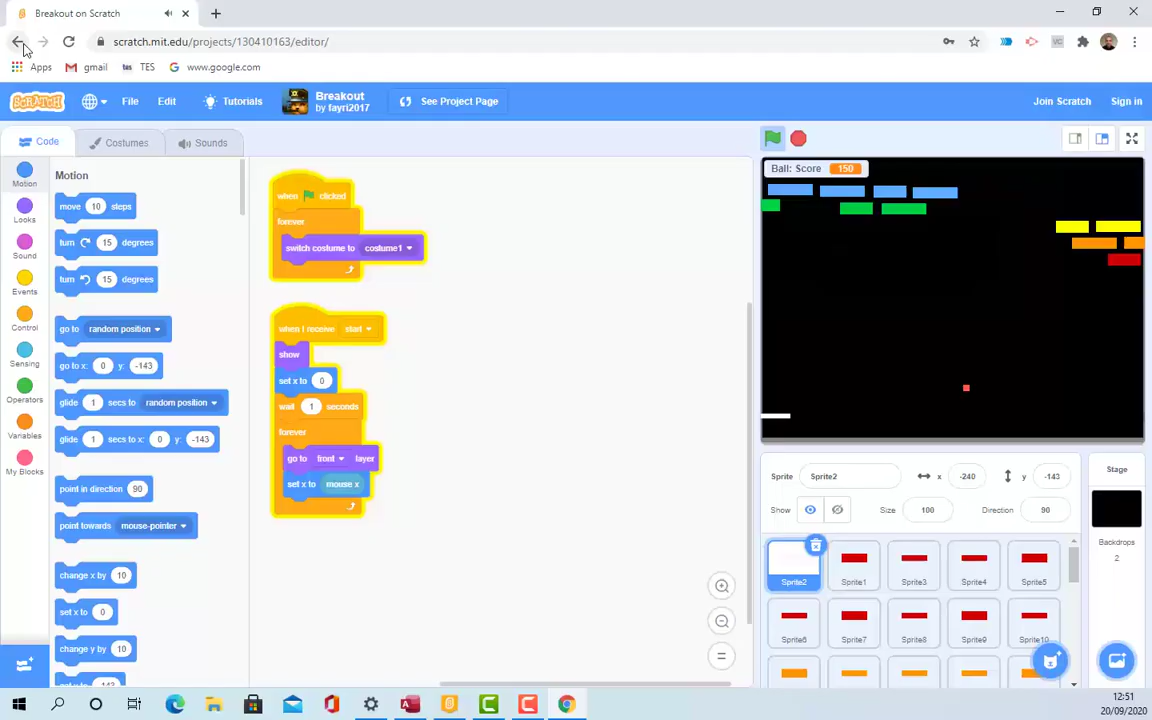 Breakout on Scratch
scratch.mit.edu/projects/130410163/editor/
Apps gmail tes TES G www.google.com
SCRATCH File Edit Tutorials Breakout by fayri2017 See Project Page Join Scratch Sign in
Code Costumes Sounds
Motion
Looks
Sound
Events
Control
Sensing
Operators
Variables
My Blocks
Motion
move 10 steps
turn 15 degrees
turn 15 degrees
go to random position
go to x: 0 y: -143
glide 1 secs to random position
glide 1 secs to x: 0 y: -143
point in direction 90
point towards mouse-pointer
change x by 10
set x to 0
change y by 10
when clicked
forever
switch costume to costume1
when I receive start
show
set x to 0
wait 1 seconds
forever
go to front layer
set x to mouse x
Ball: Score 150
Sprite Sprite2 x -240 y -143
Show Size 100 Direction 90
Sprite2 Sprite1 Sprite3 Sprite4 Sprite5
Sprite6 Sprite7 Sprite8 Sprite9 Sprite10
Stage
Backdrops
2
12:51
20/09/2020